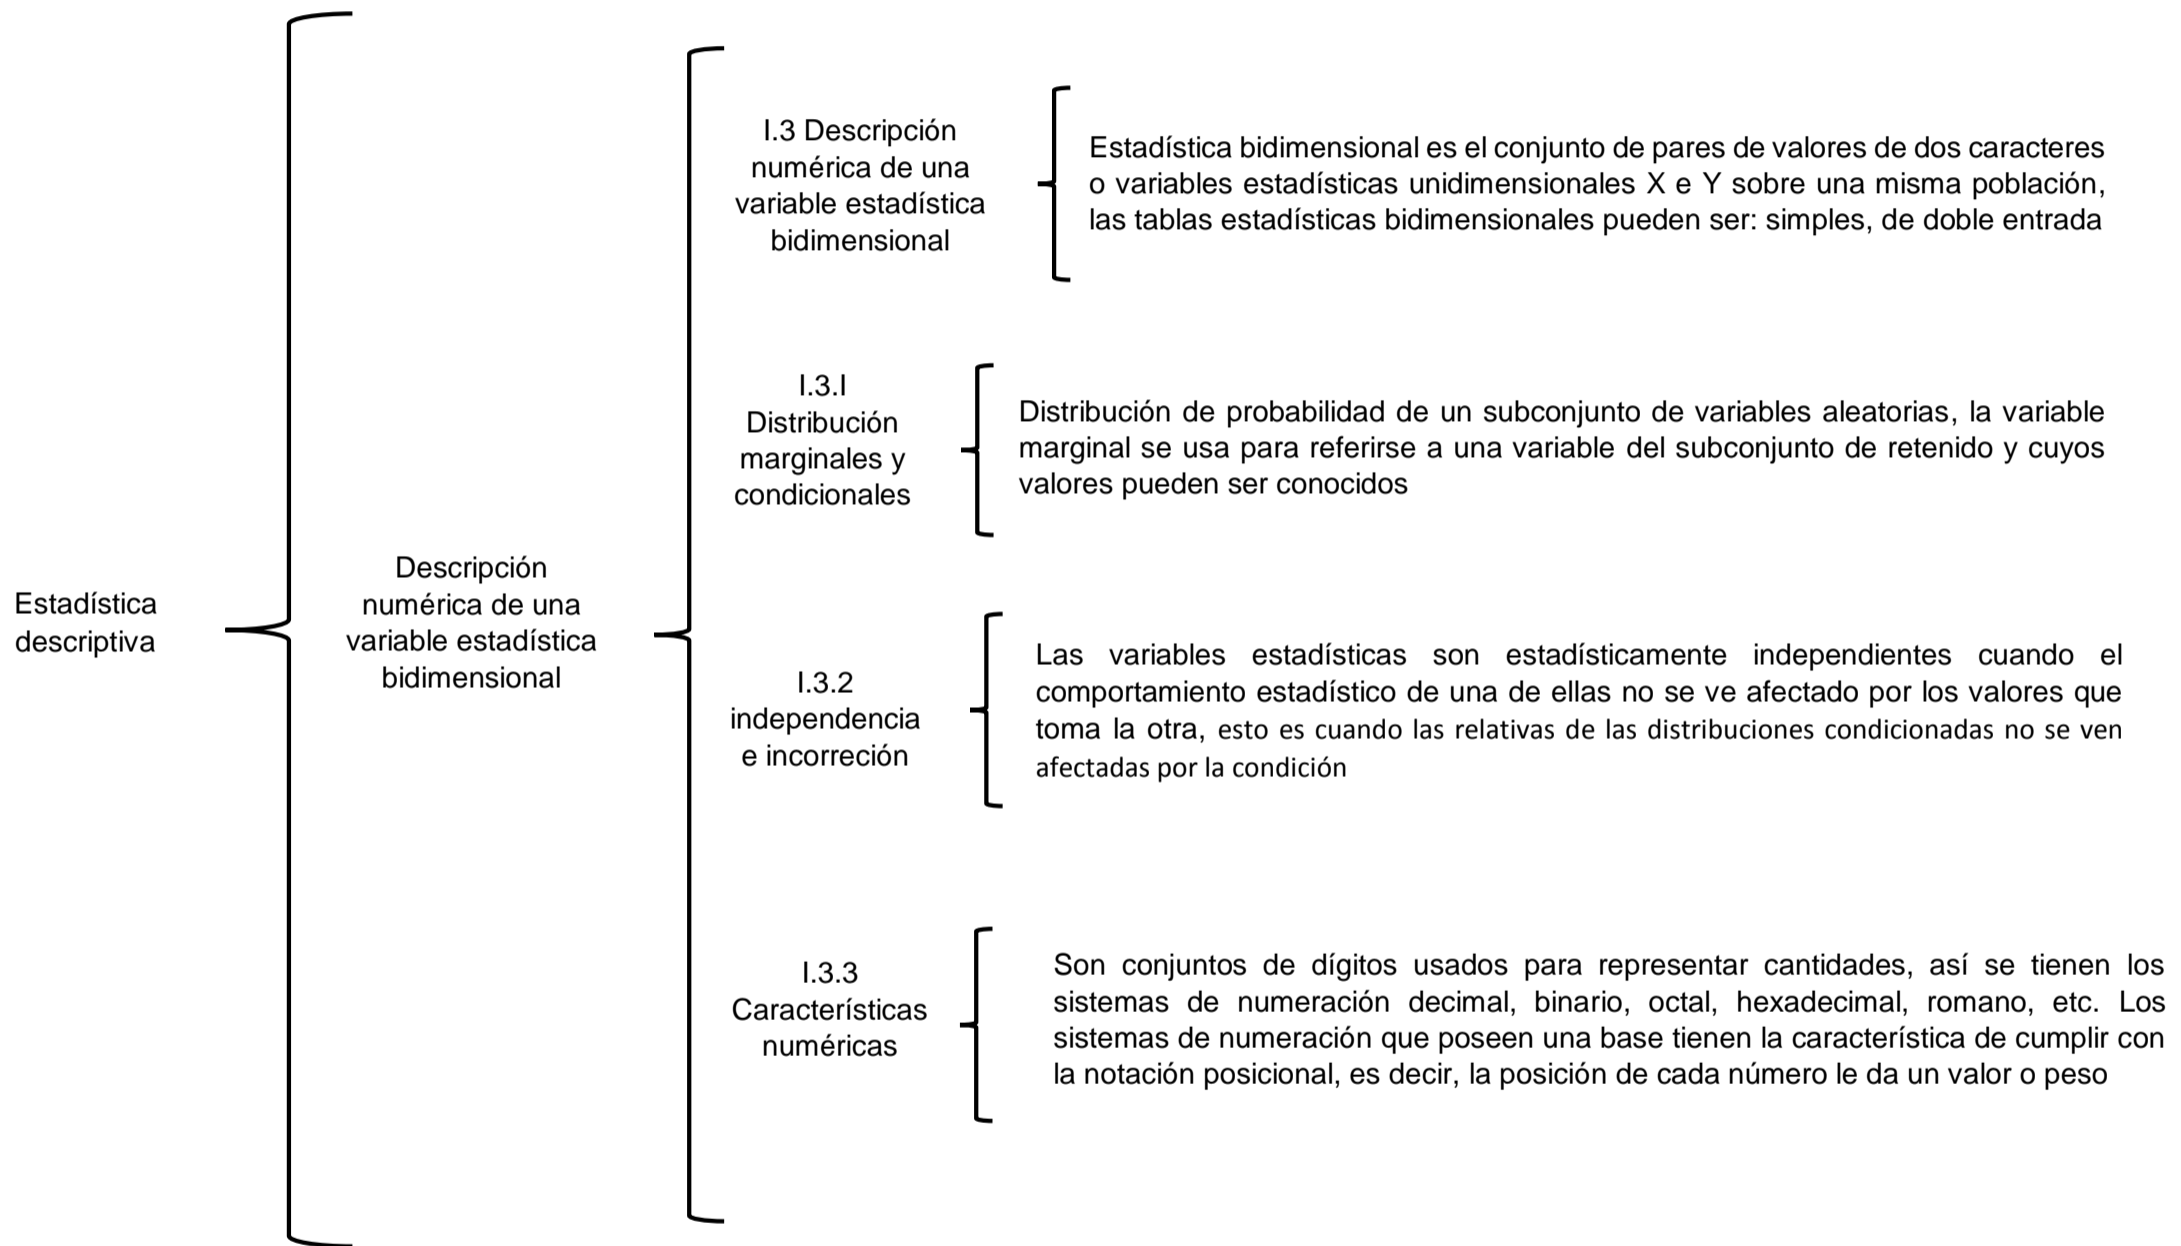 Estadística
descriptiva
Descripción
numérica de una
variable estadística
bidimensional
I.3 Descripción
numérica de una
variable estadística
bidimensional
Estadística bidimensional es el conjunto de pares de valores de dos caracteres
o variables estadísticas unidimensionales X e Y sobre una misma población,
las tablas estadísticas bidimensionales pueden ser: simples, de doble entrada
I.3.I
Distribución
marginales y
condicionales
Distribución de probabilidad de un subconjunto de variables aleatorias, la variable
marginal se usa para referirse a una variable del subconjunto de retenido y cuyos
valores pueden ser conocidos
I.3.2
independencia
e incorreción
Las variables estadísticas son estadísticamente independientes cuando el
comportamiento estadístico de una de ellas no se ve afectado por los valores que
toma la otra, esto es cuando las relativas de las distribuciones condicionadas no se ven
afectadas por la condición
I.3.3
Características
numéricas
Son conjuntos de dígitos usados para representar cantidades, así se tienen los
sistemas de numeración decimal, binario, octal, hexadecimal, romano, etc. Los
sistemas de numeración que poseen una base tienen la característica de cumplir con
la notación posicional, es decir, la posición de cada número le da un valor o peso